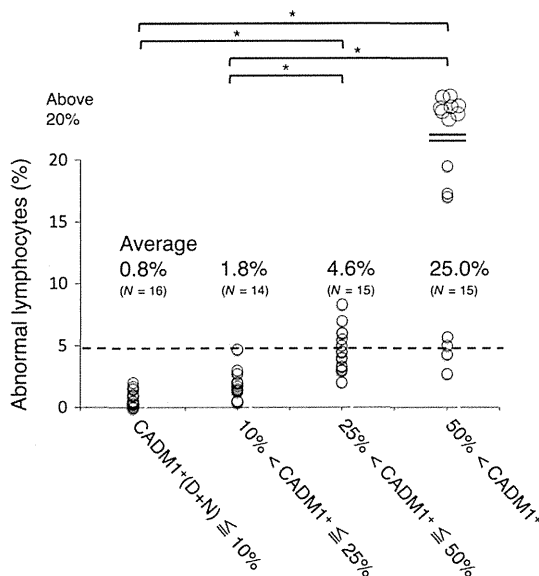 *
*
*
*
Above
20%
Abnormal lymphocytes (%)
20
15
10
5
0
Average
0.8% 1.8% 4.6% 25.0%
(N = 16) (N = 14) (N = 15) (N = 15)
CADM1⁺(D+N) ≦ 10%
10% < CADM1⁺ ≦ 25%
25% < CADM1⁺ ≦ 50%
50% < CADM1⁺